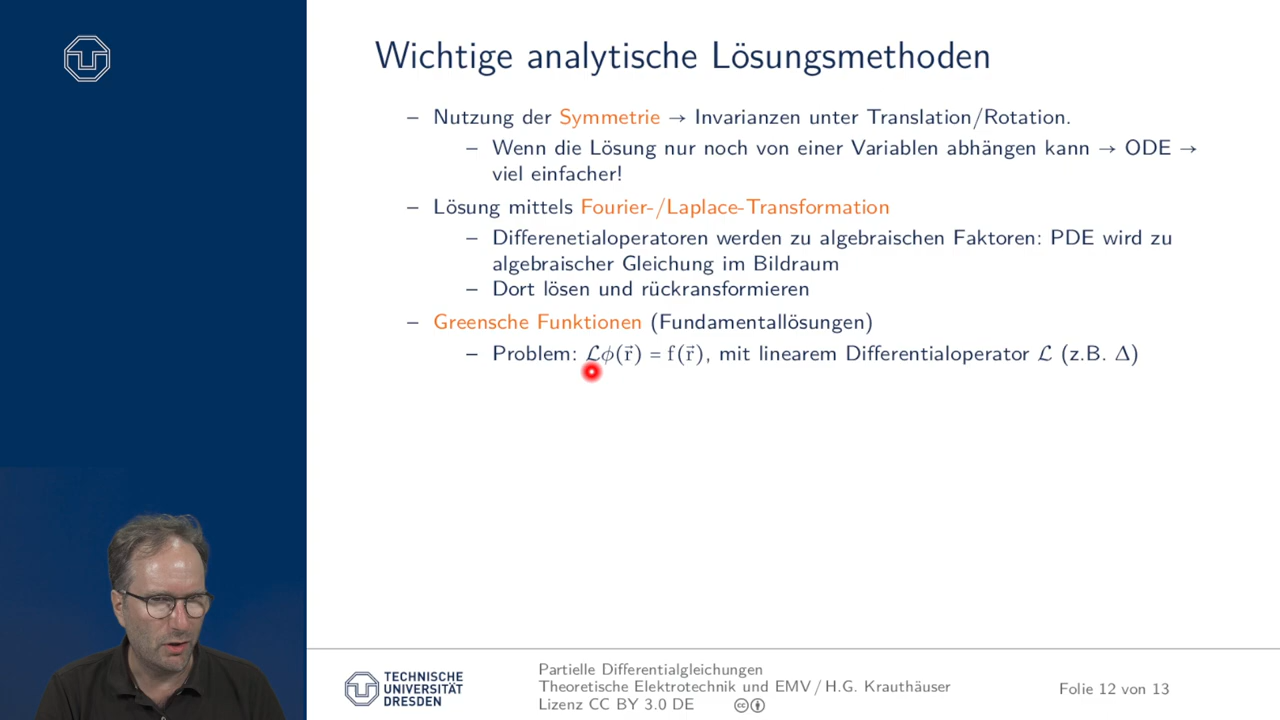 Wichtige analytische Lösungsmethoden
– Nutzung der Symmetrie → Invarianzen unter Translation/Rotation.
– Wenn die Lösung nur noch von einer Variablen abhängen kann → ODE →
viel einfacher!
– Lösung mittels Fourier-/Laplace-Transformation
– Differenetialoperatoren werden zu algebraischen Faktoren: PDE wird zu
algebraischer Gleichung im Bildraum
– Dort lösen und rückransformieren
– Greensche Funktionen (Fundamentallösungen)
– Problem: ℒϕ(r⃗) = f(r⃗), mit linearem Differentialoperator ℒ (z.B. Δ)
TECHNISCHE
UNIVERSITÄT
DRESDEN
Partielle Differentialgleichungen
Theoretische Elektrotechnik und EMV / H.G. Krauthäuser
Lizenz CC BY 3.0 DE
Folie 12 von 13